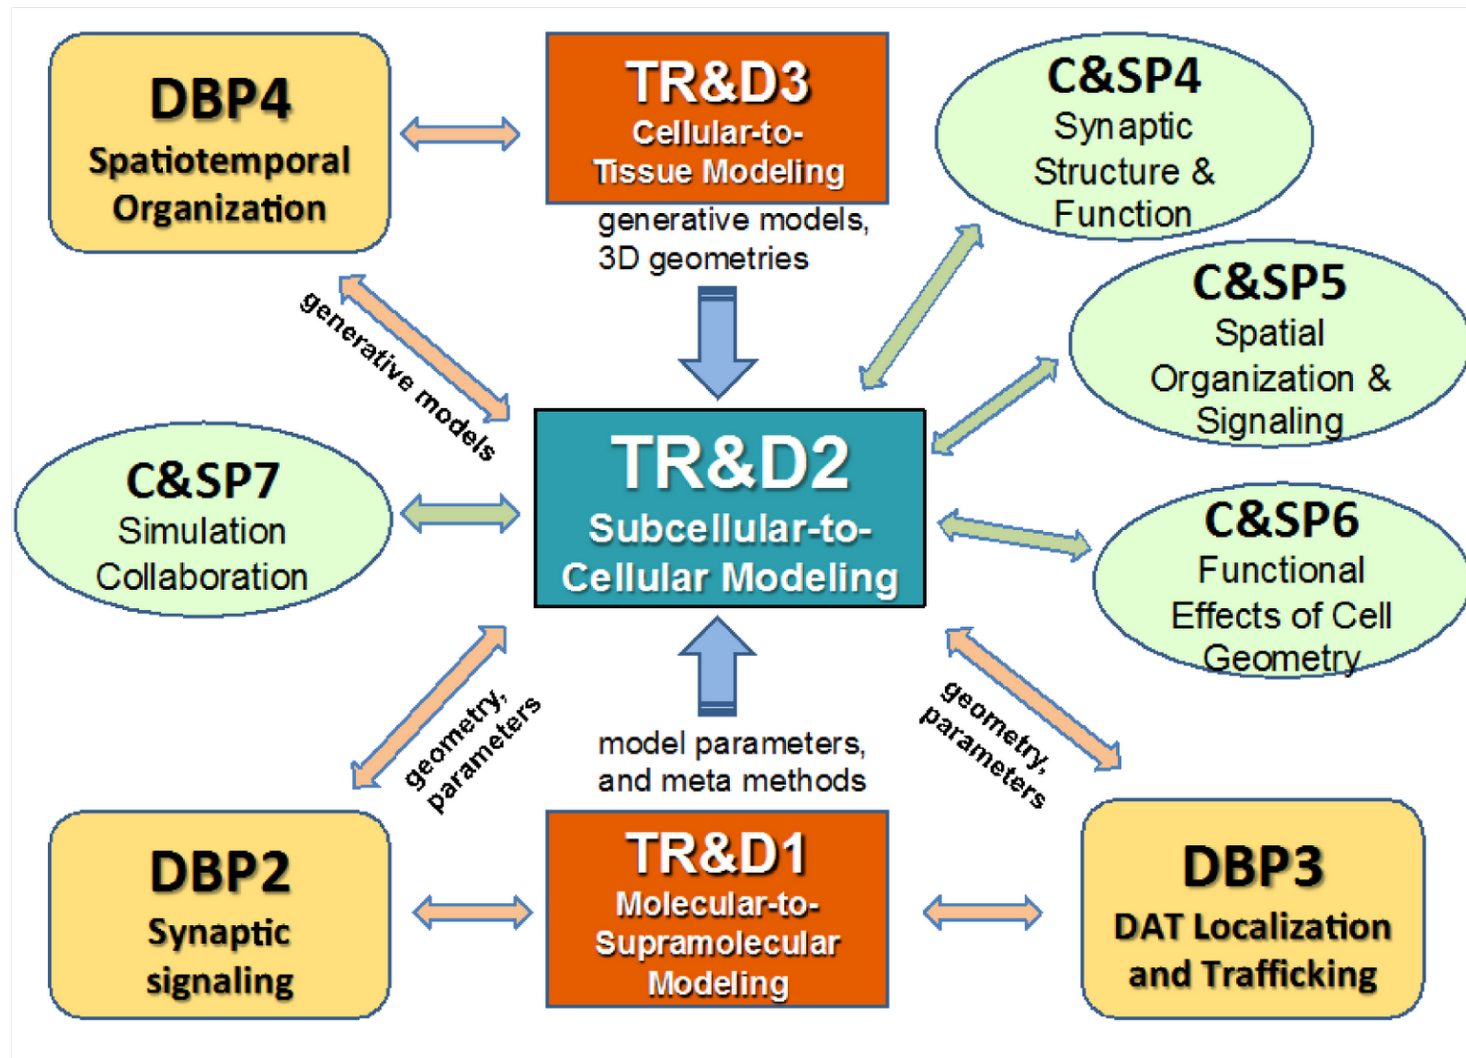 DBP4
Spatiotemporal
Organization
TR&D3
Cellular-to-
Tissue Modeling
generative models,
3D geometries
C&SP4
Synaptic
Structure &
Function
C&SP5
Spatial
Organization &
Signaling
generative models
C&SP7
Simulation
Collaboration
TR&D2
Subcellular-to-
Cellular Modeling
C&SP6
Functional
Effects of Cell
Geometry
geometry,
parameters
model parameters,
and meta methods
geometry,
parameters
DBP2
Synaptic
signaling
TR&D1
Molecular-to-
Supramolecular
Modeling
DBP3
DAT Localization
and Trafficking